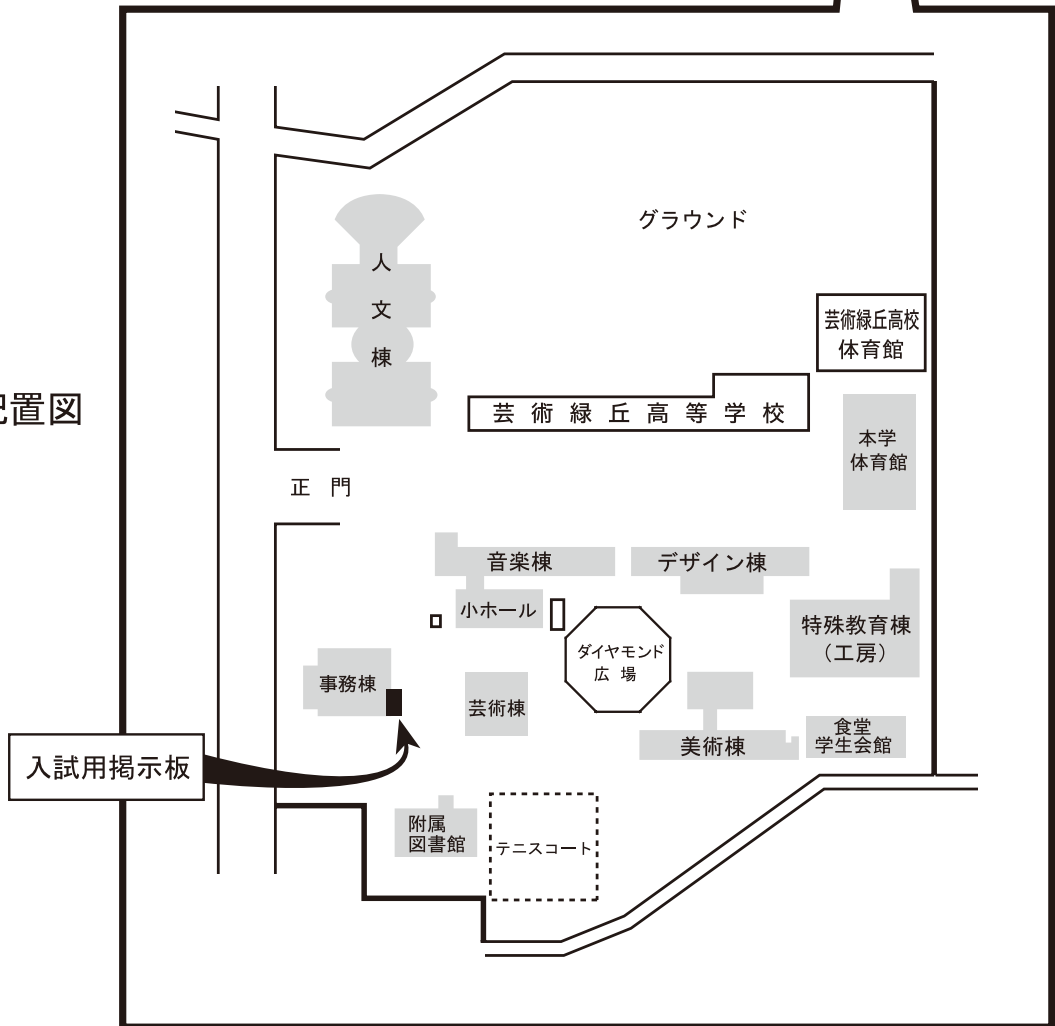 グラウンド
人文棟
芸術緑丘高校
体育館
置図
芸術緑丘高等学校
本学
体育館
正門
音楽棟
デザイン棟
小ホール
特殊教育棟
（工房）
ダイヤモンド
広場
事務棟
芸術棟
美術棟
食堂
学生会館
入試用掲示板
附属
図書館
テニスコート